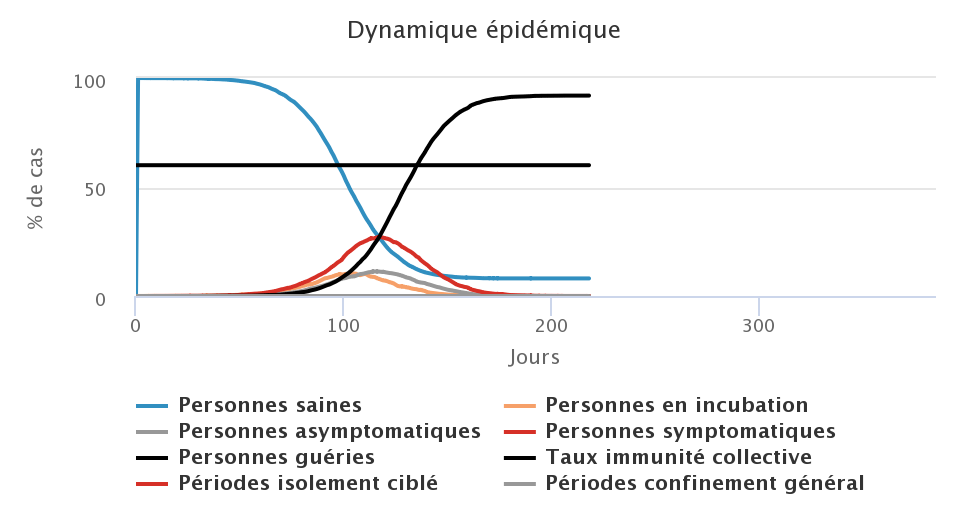 Dynamique épidémique
% de cas
100
50
0
0 100 200 300
Jours
Personnes saines
Personnes en incubation
Personnes asymptomatiques
Personnes symptomatiques
Personnes guéries
Taux immunité collective
Périodes isolement ciblé
Périodes confinement général